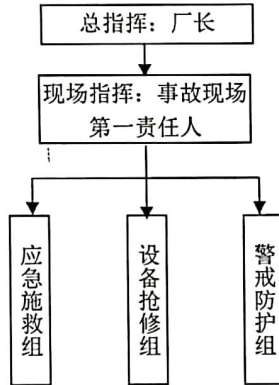 总指挥：厂长
现场指挥：事故现场
第一责任人
应急施救组
设备抢修组
警戒防护组